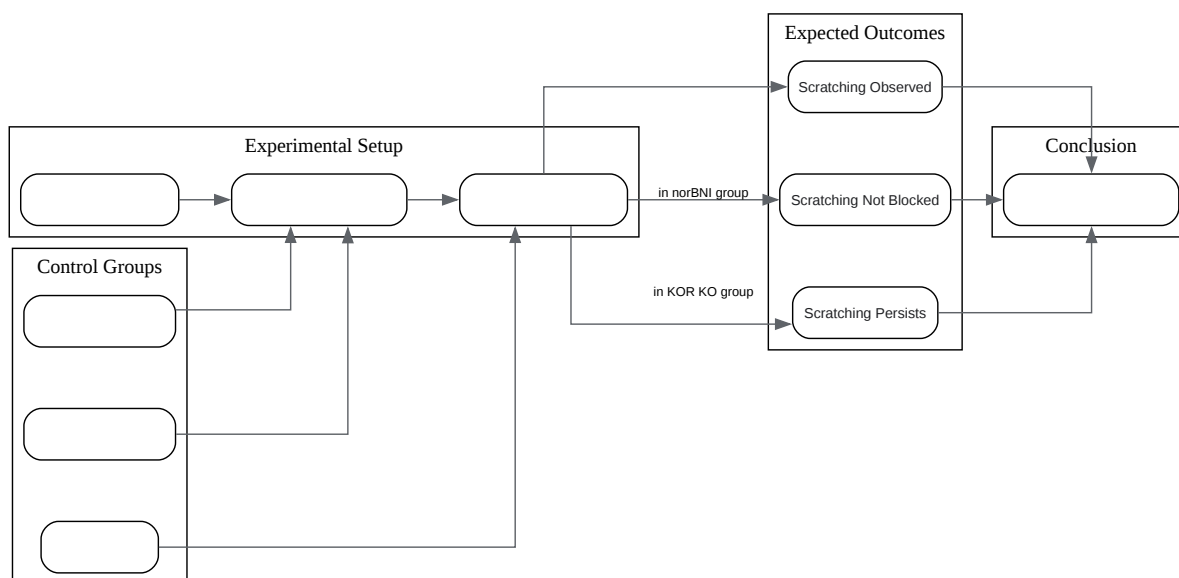 Expected Outcomes
Scratching Observed
Experimental Setup
Conclusion
in norBNI group
Scratching Not Blocked
Control Groups
in KOR KO group
Scratching Persists